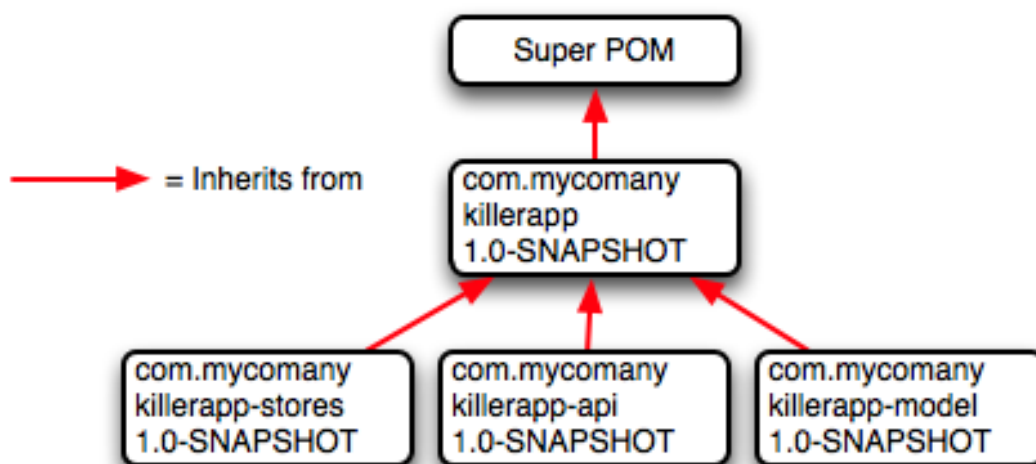 Super POM
= Inherits from
com.mycomany
killerapp
1.0-SNAPSHOT
com.mycomany
killerapp-stores
1.0-SNAPSHOT
com.mycomany
killerapp-api
1.0-SNAPSHOT
com.mycomany
killerapp-model
1.0-SNAPSHOT